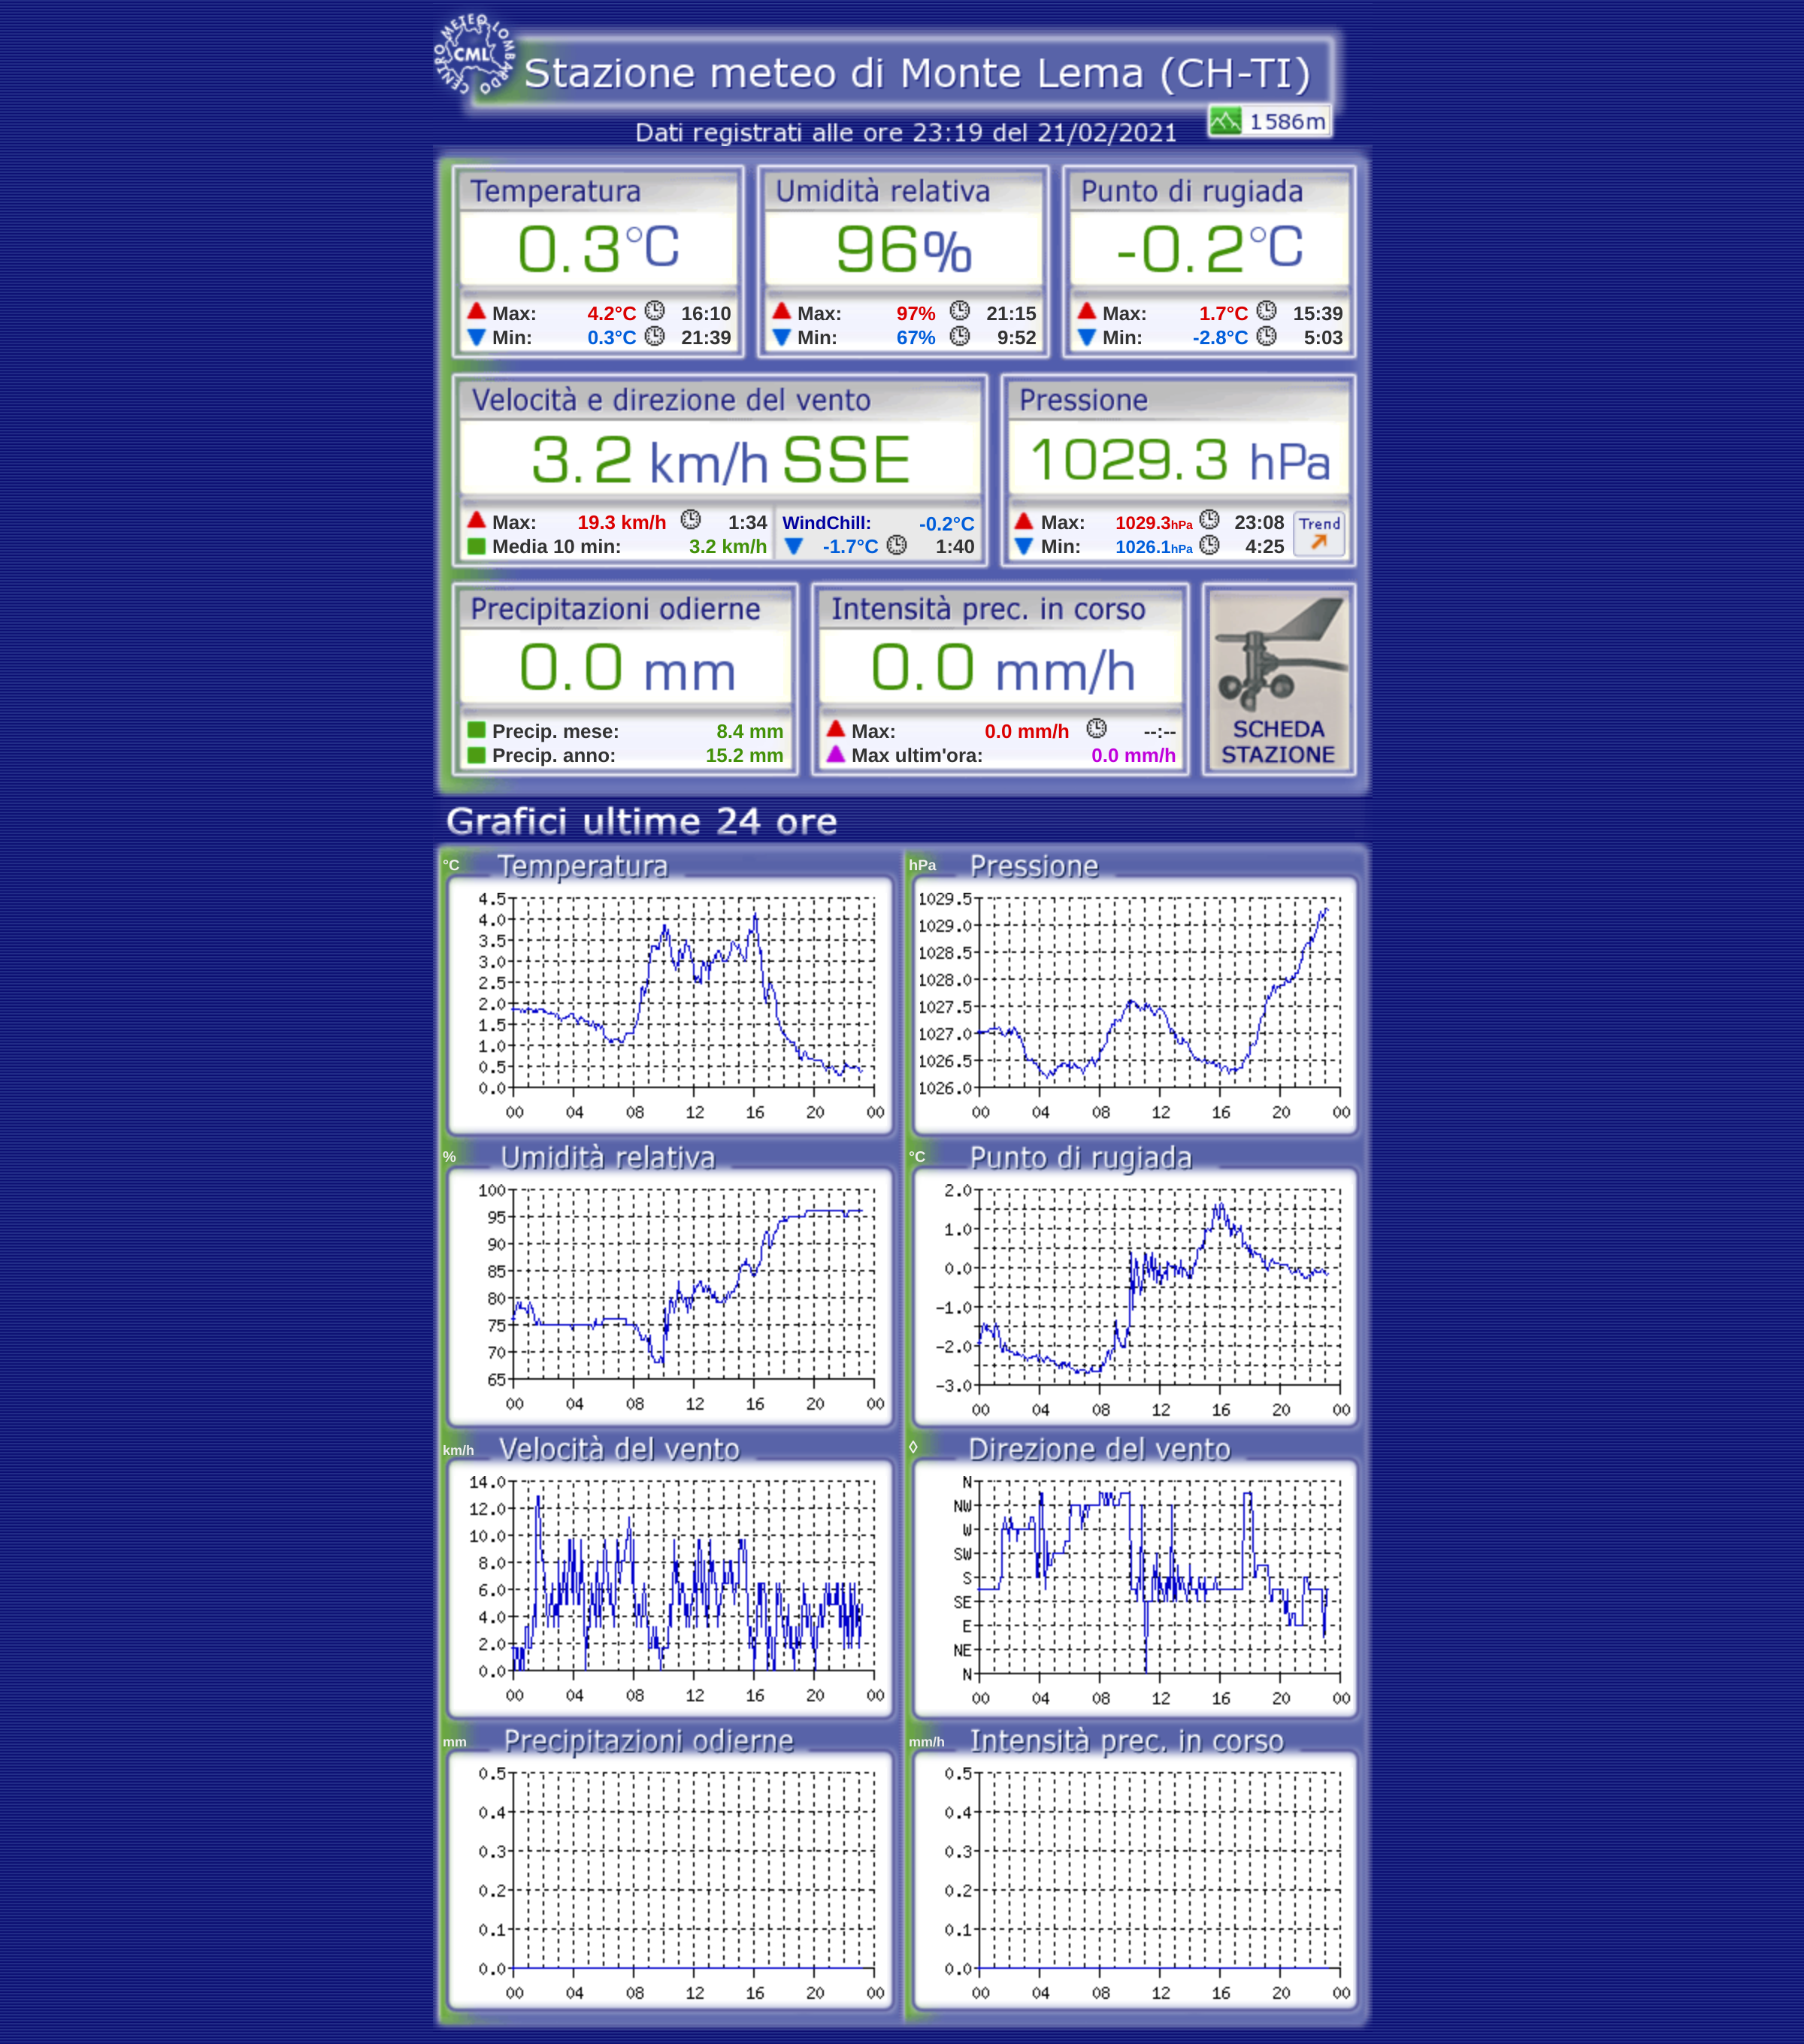 CENTRO METEO LOMBARDO
CML
Stazione meteo di Monte Lema (CH-TI)
1586m
Dati registrati alle ore 23:19 del 21/02/2021
Temperatura
0.3°C
Max: 4.2°C 16:10
Min: 0.3°C 21:39
Umidità relativa
96%
Max: 97% 21:15
Min: 67% 9:52
Punto di rugiada
-0.2°C
Max: 1.7°C 15:39
Min: -2.8°C 5:03
Velocità e direzione del vento
3.2 km/h SSE
Max: 19.3 km/h 1:34
Media 10 min: 3.2 km/h
WindChill: -0.2°C
-1.7°C 1:40
Pressione
1029.3 hPa
Max: 1029.3hPa 23:08
Min: 1026.1hPa 4:25
Trend
Precipitazioni odierne
0.0 mm
Precip. mese: 8.4 mm
Precip. anno: 15.2 mm
Intensità prec. in corso
0.0 mm/h
Max: 0.0 mm/h --:--
Max ultim'ora: 0.0 mm/h
SCHEDA
STAZIONE
Grafici ultime 24 ore
°C Temperatura
4.5
4.0
3.5
3.0
2.5
2.0
1.5
1.0
0.5
0.0
00 04 08 12 16 20 00
hPa Pressione
1029.5
1029.0
1028.5
1028.0
1027.5
1027.0
1026.5
1026.0
00 04 08 12 16 20 00
% Umidità relativa
100
95
90
85
80
75
70
65
00 04 08 12 16 20 00
°C Punto di rugiada
2.0
1.0
0.0
-1.0
-2.0
-3.0
00 04 08 12 16 20 00
km/h Velocità del vento
14.0
12.0
10.0
8.0
6.0
4.0
2.0
0.0
00 04 08 12 16 20 00
◊ Direzione del vento
N
NW
W
SW
S
SE
E
NE
N
00 04 08 12 16 20 00
mm Precipitazioni odierne
0.5
0.4
0.3
0.2
0.1
0.0
00 04 08 12 16 20 00
mm/h Intensità prec. in corso
0.5
0.4
0.3
0.2
0.1
0.0
00 04 08 12 16 20 00